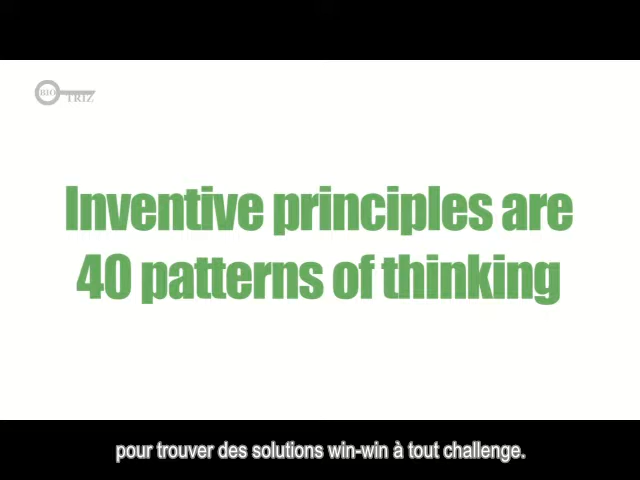 BIO
TRIZ
Inventive principles are
40 patterns of thinking
pour trouver des solutions win-win à tout challenge.